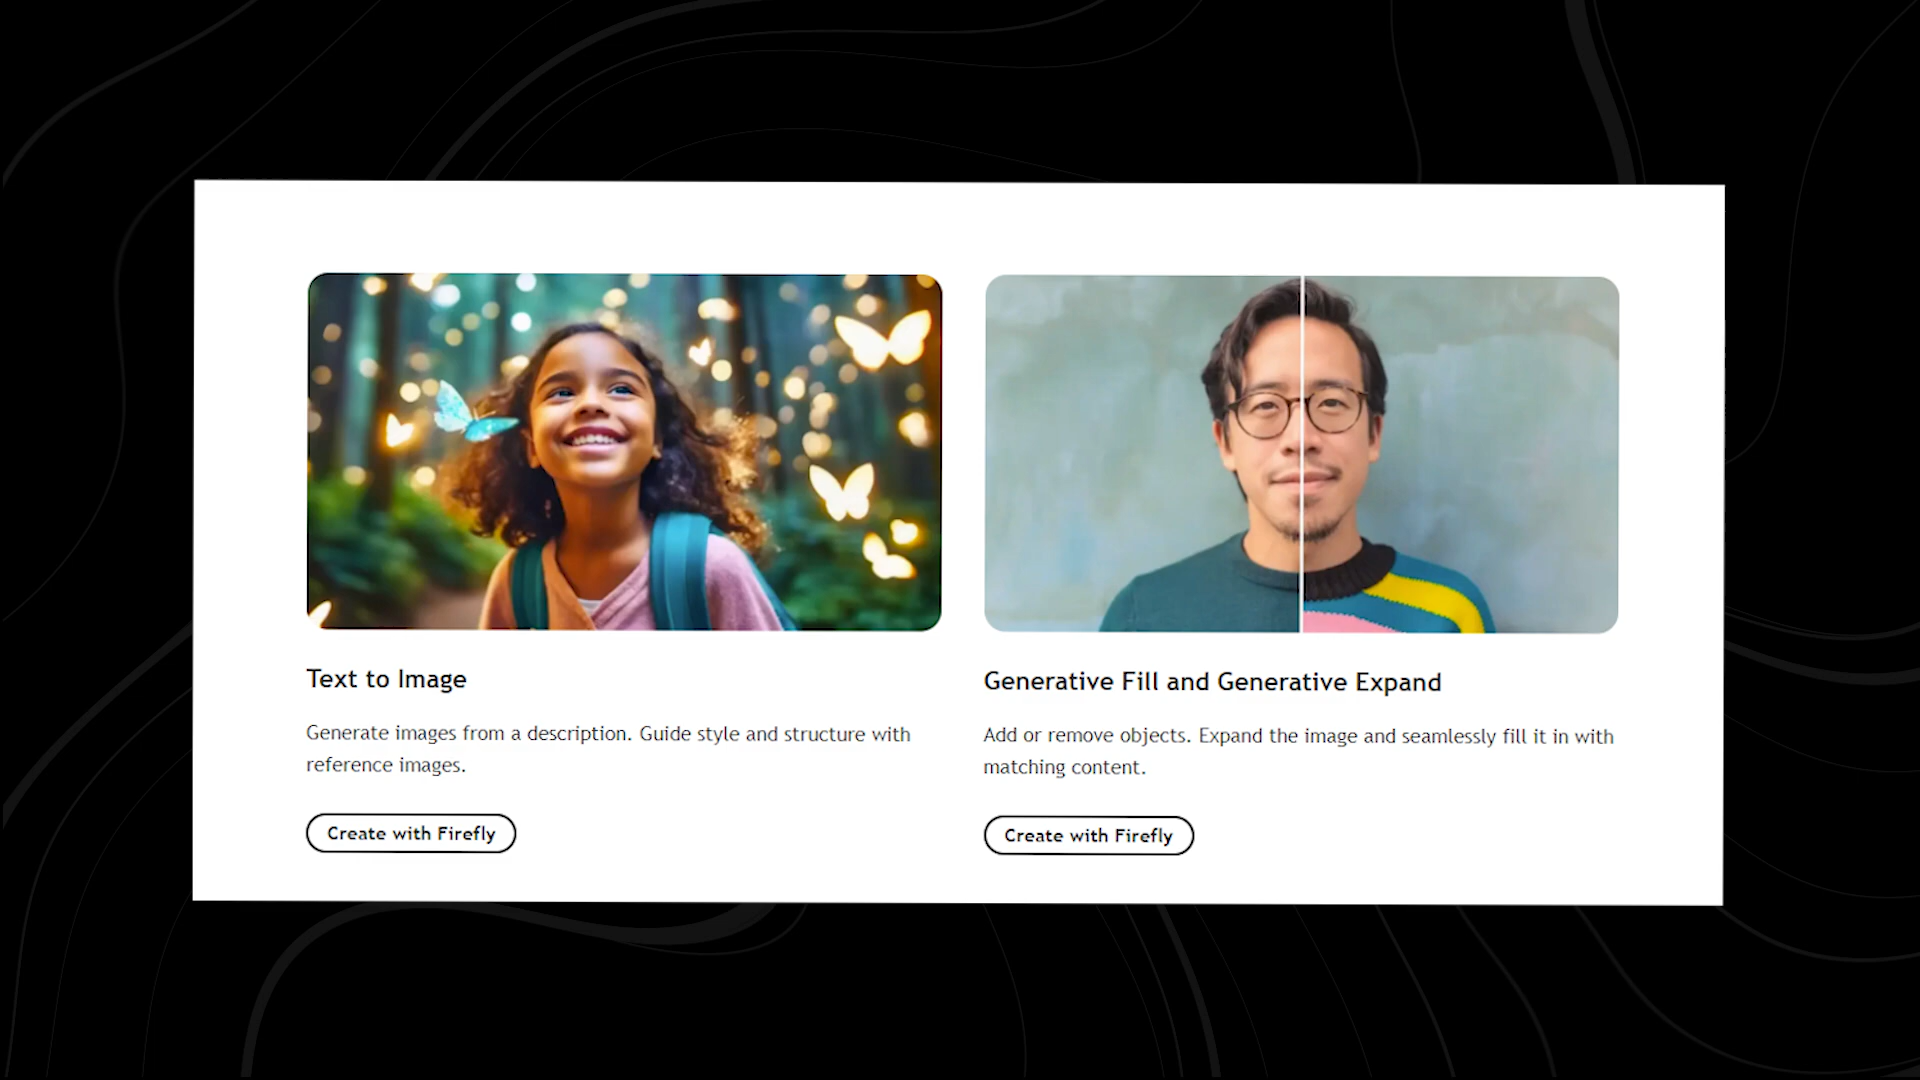 Text to Image
Generate images from a description. Guide style and structure with
reference images.
Create with Firefly
Generative Fill and Generative Expand
Add or remove objects. Expand the image and seamlessly fill it in with
matching content.
Create with Firefly